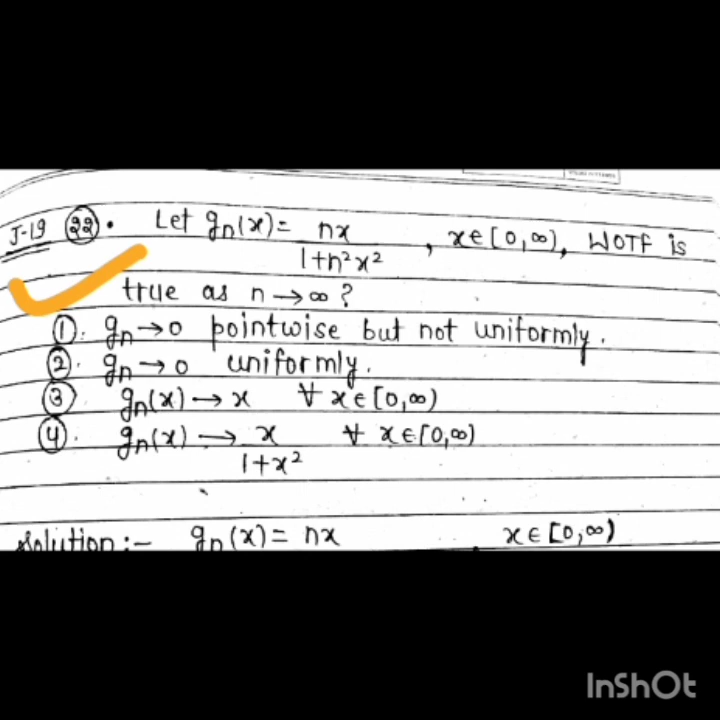 J-19 (22). Let gn(x) = nx / 1+n²x² , x ∈ [0,∞), WOTF is
true as n → ∞ ?
(1). gn → 0 pointwise but not uniformly.
(2). gn → 0 uniformly.
(3) gn(x) → x ∀ x ∈ [0,∞)
(4). gn(x) → x / 1+x² ∀ x ∈ [0,∞)
Solution :- gn(x) = nx , x ∈ [0,∞)
InShOt